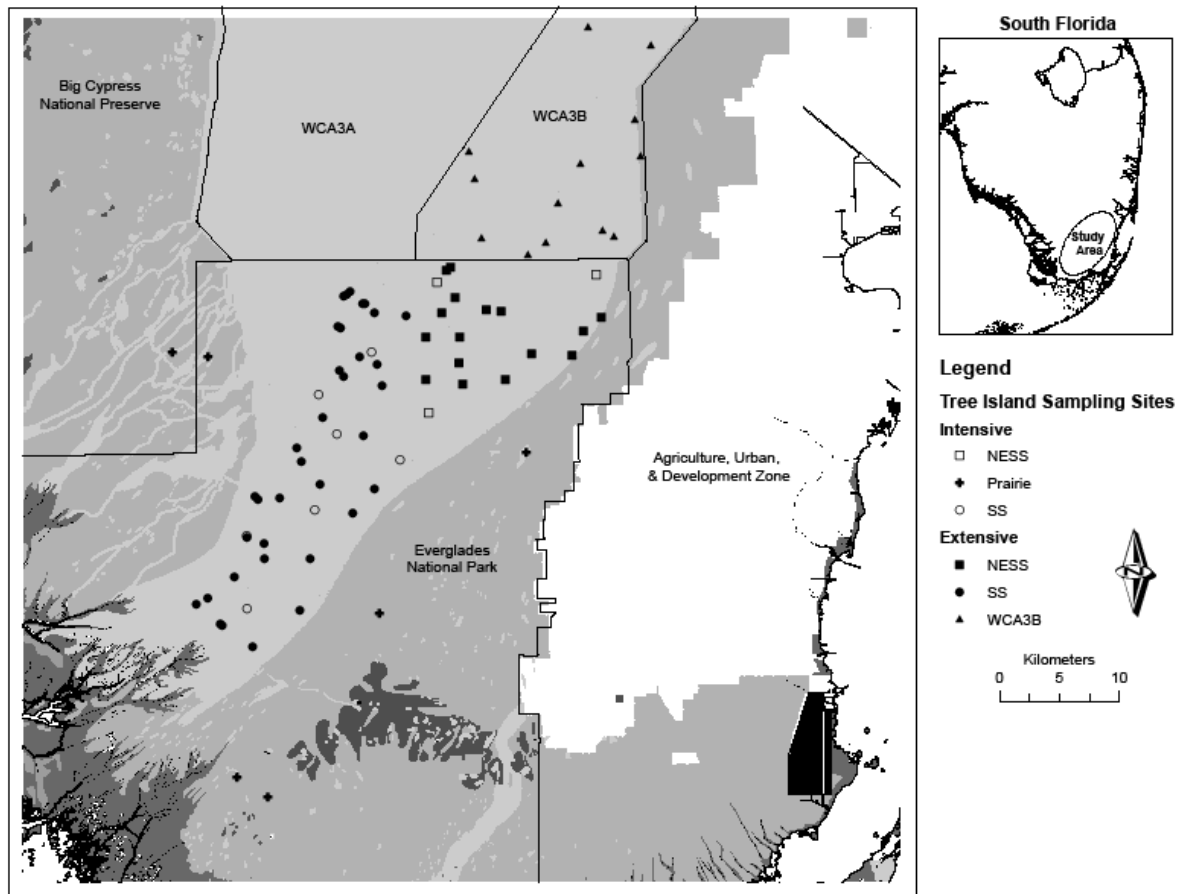 Big Cypress
National Preserve
WCA3A
WCA3B
Agriculture, Urban,
& Development Zone
Everglades
National Park
South Florida
Study
Area
Legend
Tree Island Sampling Sites
Intensive
NESS
Prairie
SS
Extensive
NESS
SS
WCA3B
N
Kilometers
0 5 10